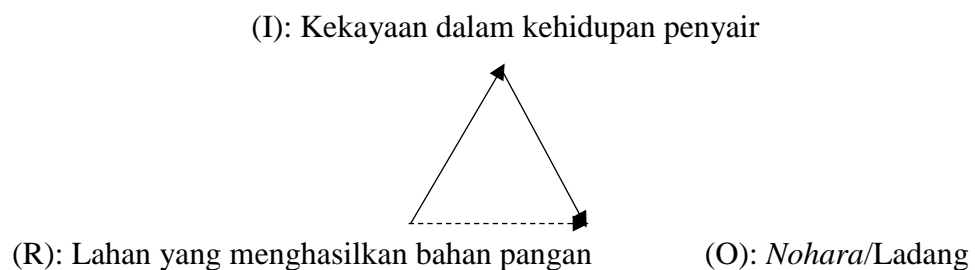 (I): Kekayaan dalam kehidupan penyair
(R): Lahan yang menghasilkan bahan pangan (O): Nohara/Ladang